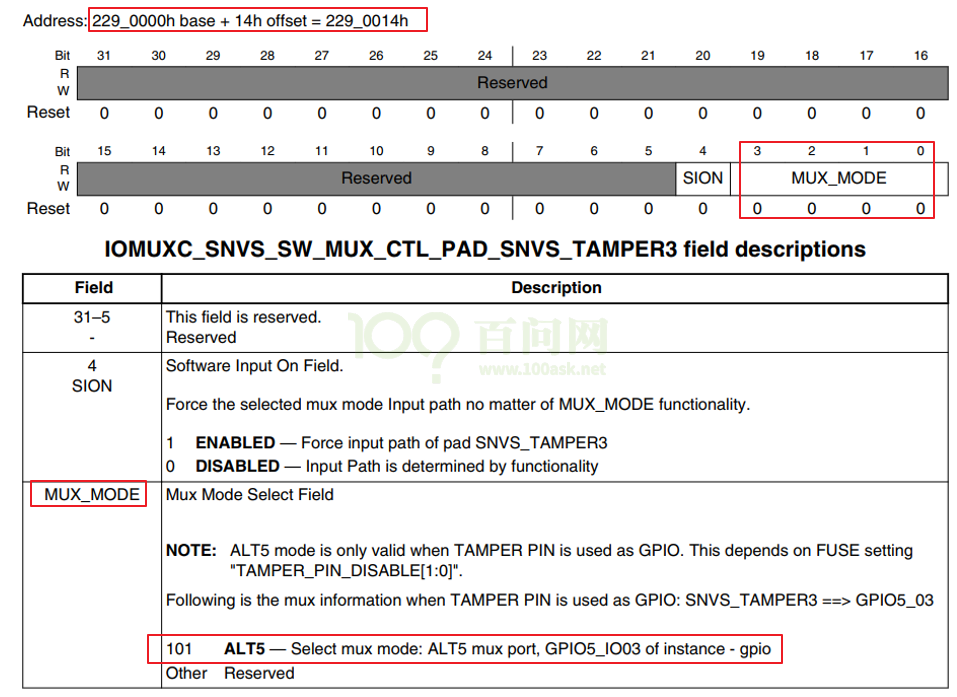 Address: 229_0000h base + 14h offset = 229_0014h
Bit 31 30 29 28 27 26 25 24 23 22 21 20 19 18 17 16
R
Reserved
W
Reset 0 0 0 0 0 0 0 0 0 0 0 0 0 0 0 0
Bit 15 14 13 12 11 10 9 8 7 6 5 4 3 2 1 0
R
Reserved SION MUX_MODE
W
Reset 0 0 0 0 0 0 0 0 0 0 0 0 0 0 0 0
IOMUXC_SNVS_SW_MUX_CTL_PAD_SNVS_TAMPER3 field descriptions
Field Description
31–5 This field is reserved.
- Reserved
100? 百问网
www.100ask.net
4 Software Input On Field.
SION
Force the selected mux mode Input path no matter of MUX_MODE functionality.
1 ENABLED — Force input path of pad SNVS_TAMPER3
0 DISABLED — Input Path is determined by functionality
MUX_MODE Mux Mode Select Field
NOTE: ALT5 mode is only valid when TAMPER PIN is used as GPIO. This depends on FUSE setting
"TAMPER_PIN_DISABLE[1:0]".
Following is the mux information when TAMPER PIN is used as GPIO: SNVS_TAMPER3 ==> GPIO5_03
101 ALT5 — Select mux mode: ALT5 mux port, GPIO5_IO03 of instance - gpio
Other Reserved